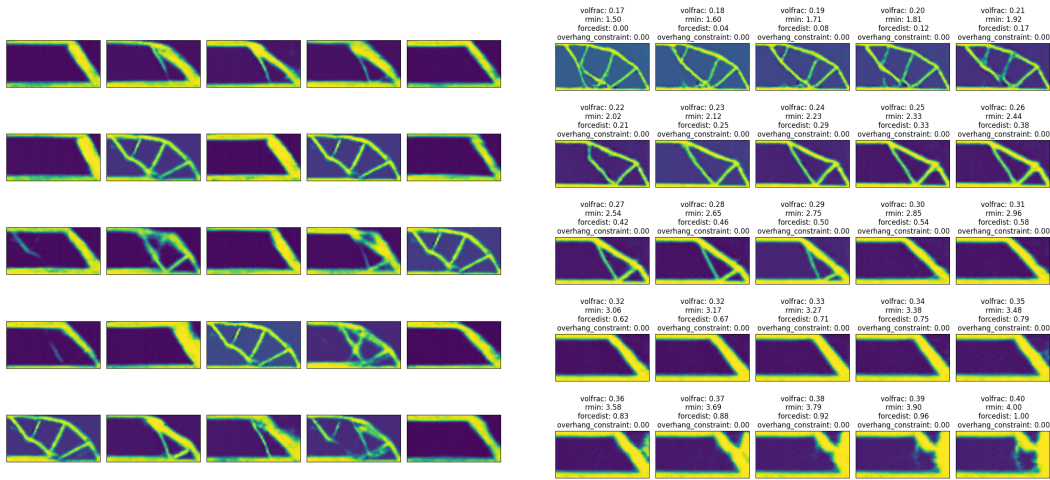 volfrac: 0.17
rmin: 1.50
forcedist: 0.00
overhang_constraint: 0.00
volfrac: 0.18
rmin: 1.60
forcedist: 0.04
overhang_constraint: 0.00
volfrac: 0.19
rmin: 1.71
forcedist: 0.08
overhang_constraint: 0.00
volfrac: 0.20
rmin: 1.81
forcedist: 0.12
overhang_constraint: 0.00
volfrac: 0.21
rmin: 1.92
forcedist: 0.17
overhang_constraint: 0.00
volfrac: 0.22
rmin: 2.02
forcedist: 0.21
overhang_constraint: 0.00
volfrac: 0.23
rmin: 2.12
forcedist: 0.25
overhang_constraint: 0.00
volfrac: 0.24
rmin: 2.23
forcedist: 0.29
overhang_constraint: 0.00
volfrac: 0.25
rmin: 2.33
forcedist: 0.33
overhang_constraint: 0.00
volfrac: 0.26
rmin: 2.44
forcedist: 0.38
overhang_constraint: 0.00
volfrac: 0.27
rmin: 2.54
forcedist: 0.42
overhang_constraint: 0.00
volfrac: 0.28
rmin: 2.65
forcedist: 0.46
overhang_constraint: 0.00
volfrac: 0.29
rmin: 2.75
forcedist: 0.50
overhang_constraint: 0.00
volfrac: 0.30
rmin: 2.85
forcedist: 0.54
overhang_constraint: 0.00
volfrac: 0.31
rmin: 2.96
forcedist: 0.58
overhang_constraint: 0.00
volfrac: 0.32
rmin: 3.06
forcedist: 0.62
overhang_constraint: 0.00
volfrac: 0.32
rmin: 3.17
forcedist: 0.67
overhang_constraint: 0.00
volfrac: 0.33
rmin: 3.27
forcedist: 0.71
overhang_constraint: 0.00
volfrac: 0.34
rmin: 3.38
forcedist: 0.75
overhang_constraint: 0.00
volfrac: 0.35
rmin: 3.48
forcedist: 0.79
overhang_constraint: 0.00
volfrac: 0.36
rmin: 3.58
forcedist: 0.83
overhang_constraint: 0.00
volfrac: 0.37
rmin: 3.69
forcedist: 0.88
overhang_constraint: 0.00
volfrac: 0.38
rmin: 3.79
forcedist: 0.92
overhang_constraint: 0.00
volfrac: 0.39
rmin: 3.90
forcedist: 0.96
overhang_constraint: 0.00
volfrac: 0.40
rmin: 4.00
forcedist: 1.00
overhang_constraint: 0.00